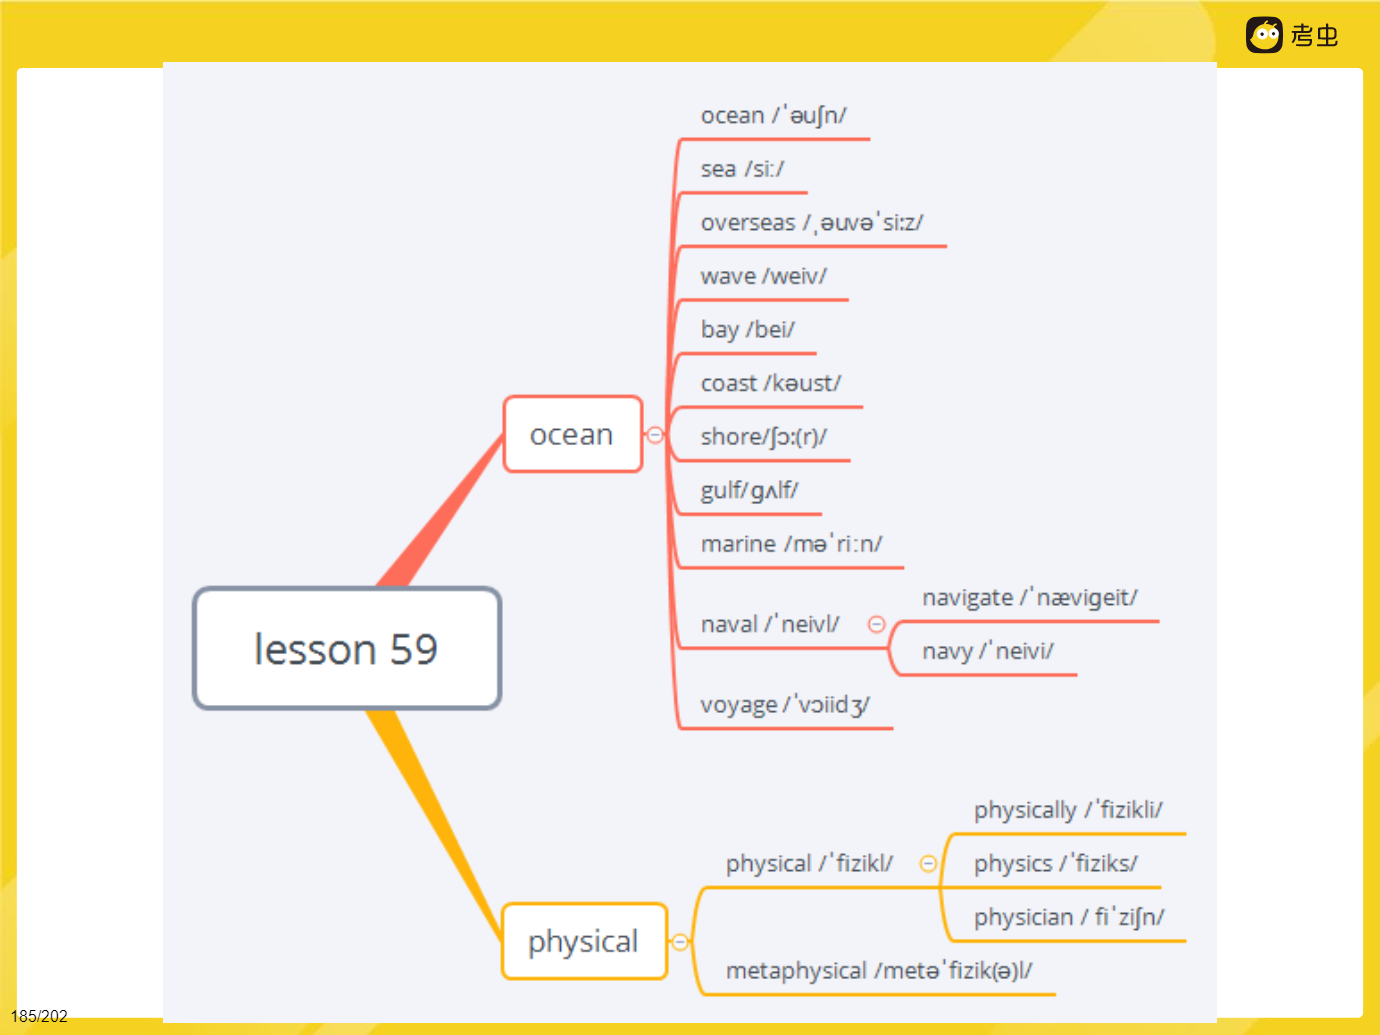 考虫
ocean /ˈəuʃn/
sea /siː/
overseas /ˌəuvəˈsiːz/
wave /weiv/
bay /bei/
coast /kəust/
ocean
shore/ʃɔː(r)/
gulf/ɡʌlf/
marine /məˈriːn/
naval /ˈneivl/
navigate /ˈnæviɡeit/
navy /ˈneivi/
voyage /ˈvɔiidʒ/
lesson 59
physical
physical /ˈfizikl/
physically /ˈfizikli/
physics /ˈfiziks/
physician / fiˈziʃn/
metaphysical /metəˈfizik(ə)l/
185/202